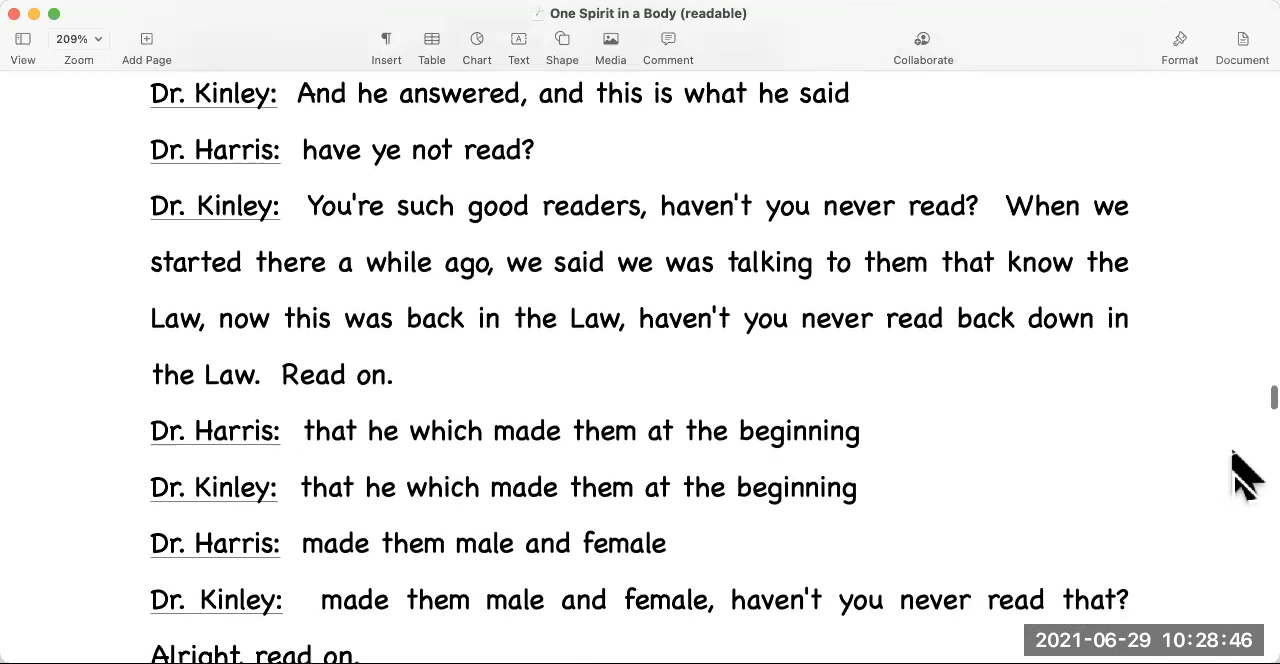 One Spirit in a Body (readable)
209%
View
Zoom
Add Page
Insert
Table
Chart
Text
Shape
Media
Comment
Collaborate
Format
Document
Dr. Kinley: And he answered, and this is what he said
Dr. Harris: have ye not read?
Dr. Kinley: You're such good readers, haven't you never read? When we
started there a while ago, we said we was talking to them that know the
Law, now this was back in the Law, haven't you never read back down in
the Law. Read on.
Dr. Harris: that he which made them at the beginning
Dr. Kinley: that he which made them at the beginning
Dr. Harris: made them male and female
Dr. Kinley: made them male and female, haven't you never read that?
Alright, read on.
2021-06-29 10:28:46